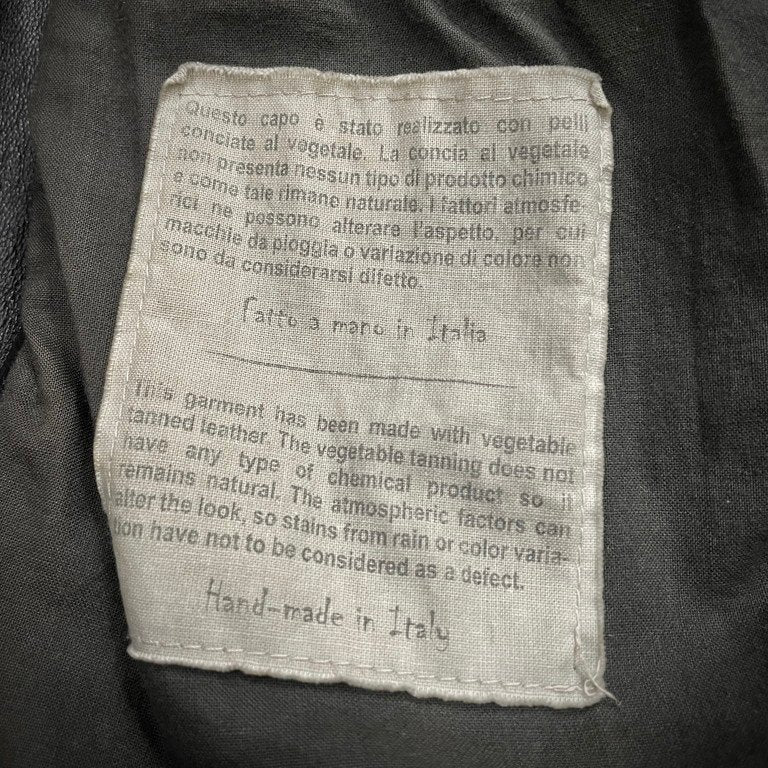 Questo capo è stato realizzato con pelli
conciate al vegetale. La concia al vegetale
non presenta nessun tipo di prodotto chimico
e come tale rimane naturale. I fattori atmosfe-
rici ne possono alterare l'aspetto, per cui
macchie da pioggia o variazione di colore non
sono da considerarsi difetto.
Fatto a mano in Italia
This garment has been made with vegetable
tanned leather. The vegetable tanning does not
have any type of chemical product so it
remains natural. The atmospheric factors can
alter the look, so stains from rain or color varia-
tion have not to be considered as a defect.
Hand-made in Italy